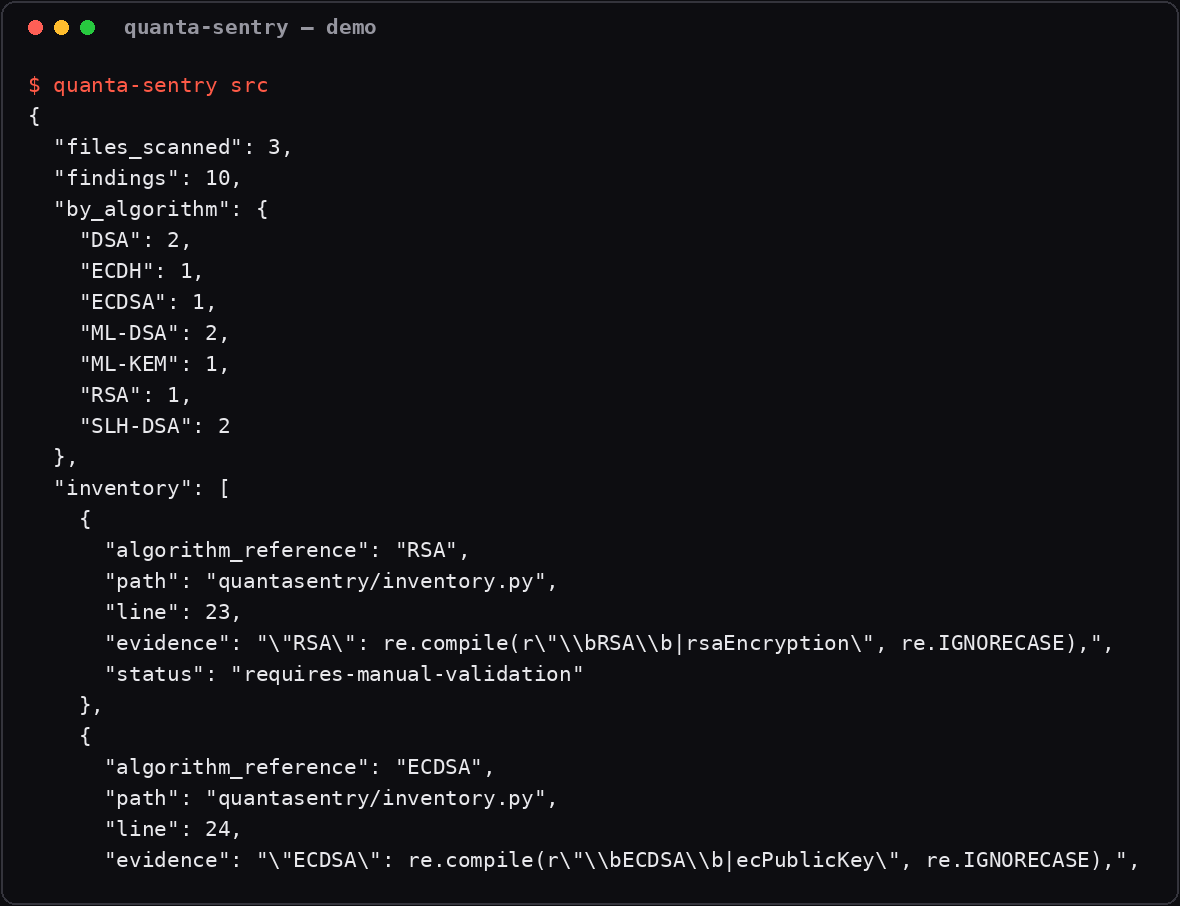 quanta-sentry — demo
$ quanta-sentry src
{
  "files_scanned": 3,
  "findings": 10,
  "by_algorithm": {
    "DSA": 2,
    "ECDH": 1,
    "ECDSA": 1,
    "ML-DSA": 2,
    "ML-KEM": 1,
    "RSA": 1,
    "SLH-DSA": 2
  },
  "inventory": [
    {
      "algorithm_reference": "RSA",
      "path": "quantasentry/inventory.py",
      "line": 23,
      "evidence": "\"RSA\": re.compile(r\"\\bRSA\\b|rsaEncryption\", re.IGNORECASE),",
      "status": "requires-manual-validation"
    },
    {
      "algorithm_reference": "ECDSA",
      "path": "quantasentry/inventory.py",
      "line": 24,
      "evidence": "\"ECDSA\": re.compile(r\"\\bECDSA\\b|ecPublicKey\", re.IGNORECASE),",